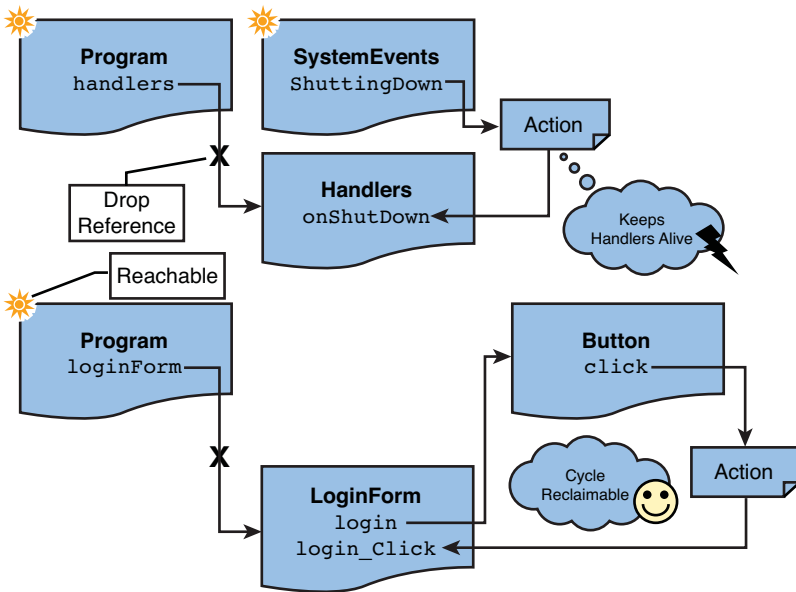 Program
handlers
SystemEvents
ShuttingDown
Action
X
Drop
Reference
Handlers
onShutDown
Keeps
Handlers Alive
Reachable
Program
loginForm
Button
click
X
LoginForm
login
login_Click
Cycle
Reclaimable
Action